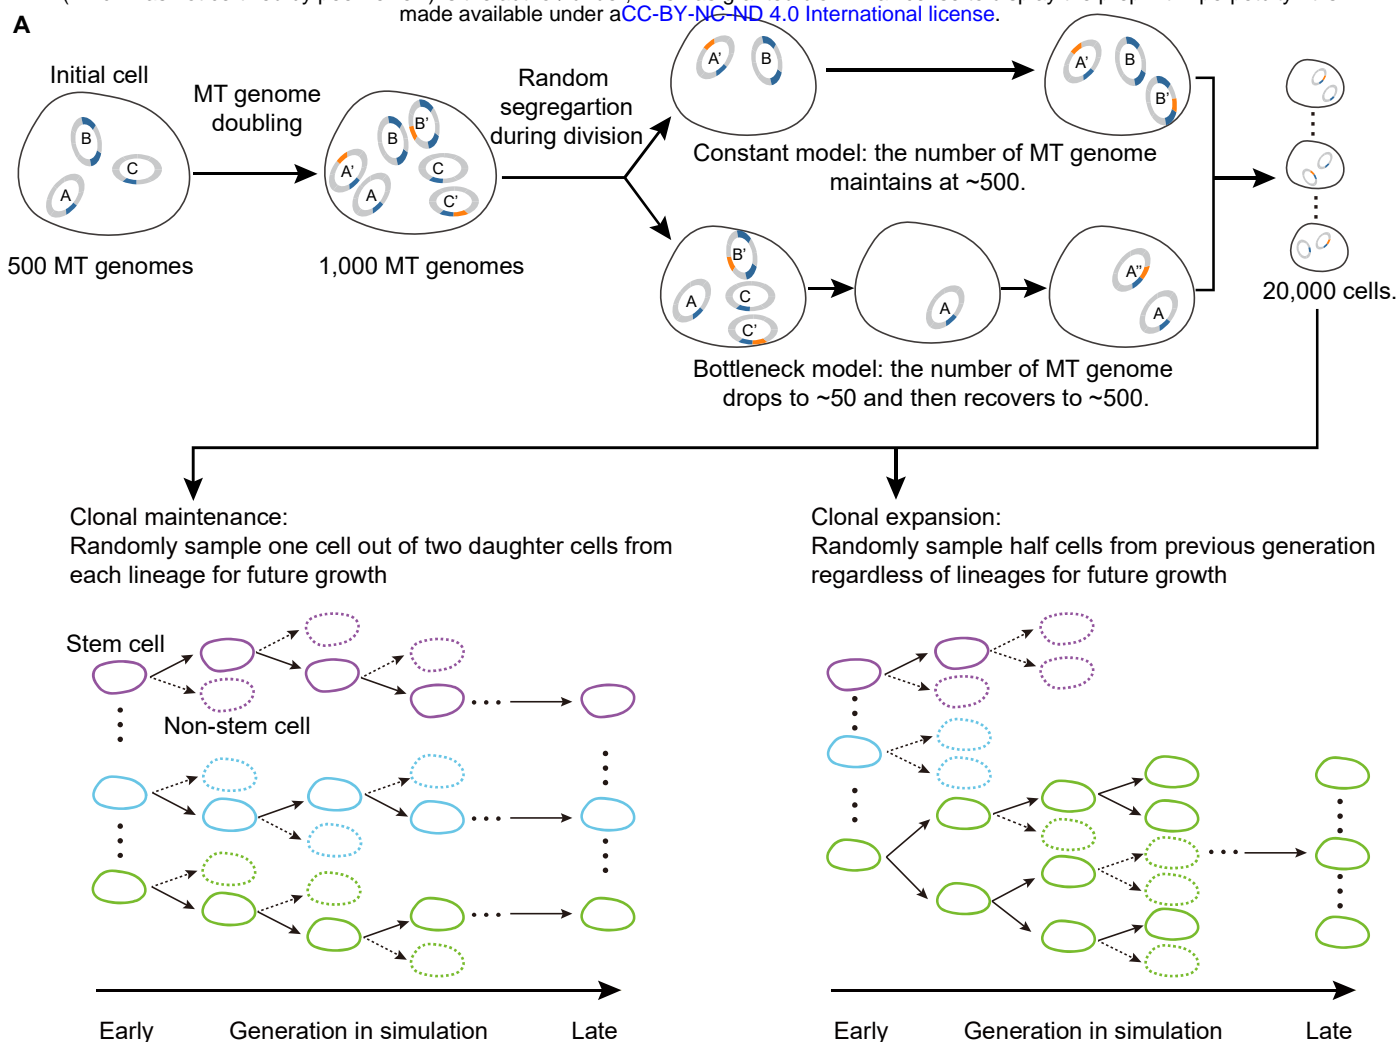 made available under aCC-BY-NC-ND 4.0 International license.
A
Initial cell
B
C
A
500 MT genomes
MT genome
doubling
B
B'
A'
C
A
C'
1,000 MT genomes
Random
segregartion
during division
A'
B
A'
B
B'
Constant model: the number of MT genome
maintains at ~500.
B'
A
C
C'
A
A''
A
Bottleneck model: the number of MT genome
drops to ~50 and then recovers to ~500.
20,000 cells.
Clonal maintenance:
Randomly sample one cell out of two daughter cells from
each lineage for future growth
Stem cell
Non-stem cell
Early
Generation in simulation
Late
Clonal expansion:
Randomly sample half cells from previous generation
regardless of lineages for future growth
Early
Generation in simulation
Late